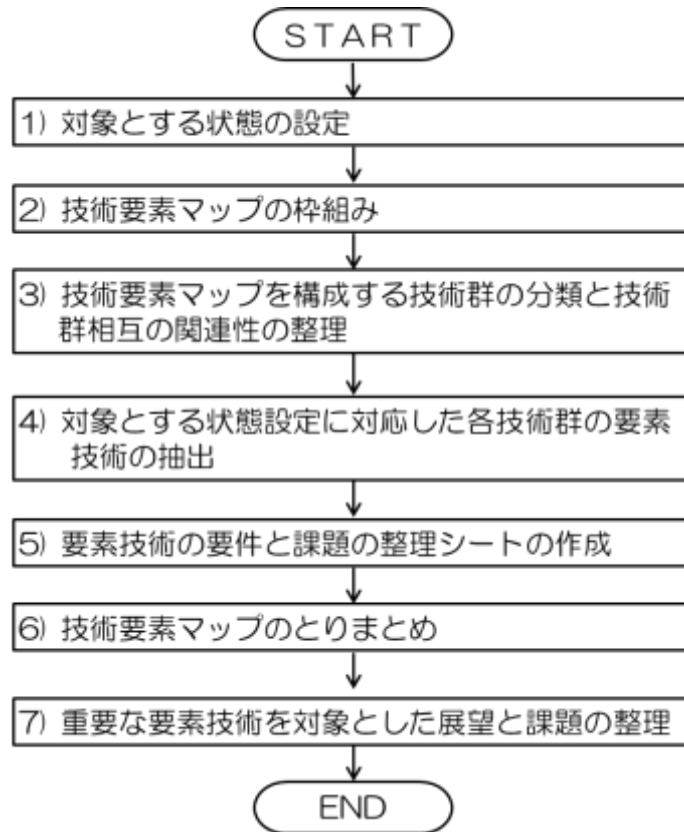 START
1) 対象とする状態の設定
2) 技術要素マップの枠組み
3) 技術要素マップを構成する技術群の分類と技術
群相互の関連性の整理
4) 対象とする状態設定に対応した各技術群の要素
技術の抽出
5) 要素技術の要件と課題の整理シートの作成
6) 技術要素マップのとりまとめ
7) 重要な要素技術を対象とした展望と課題の整理
END